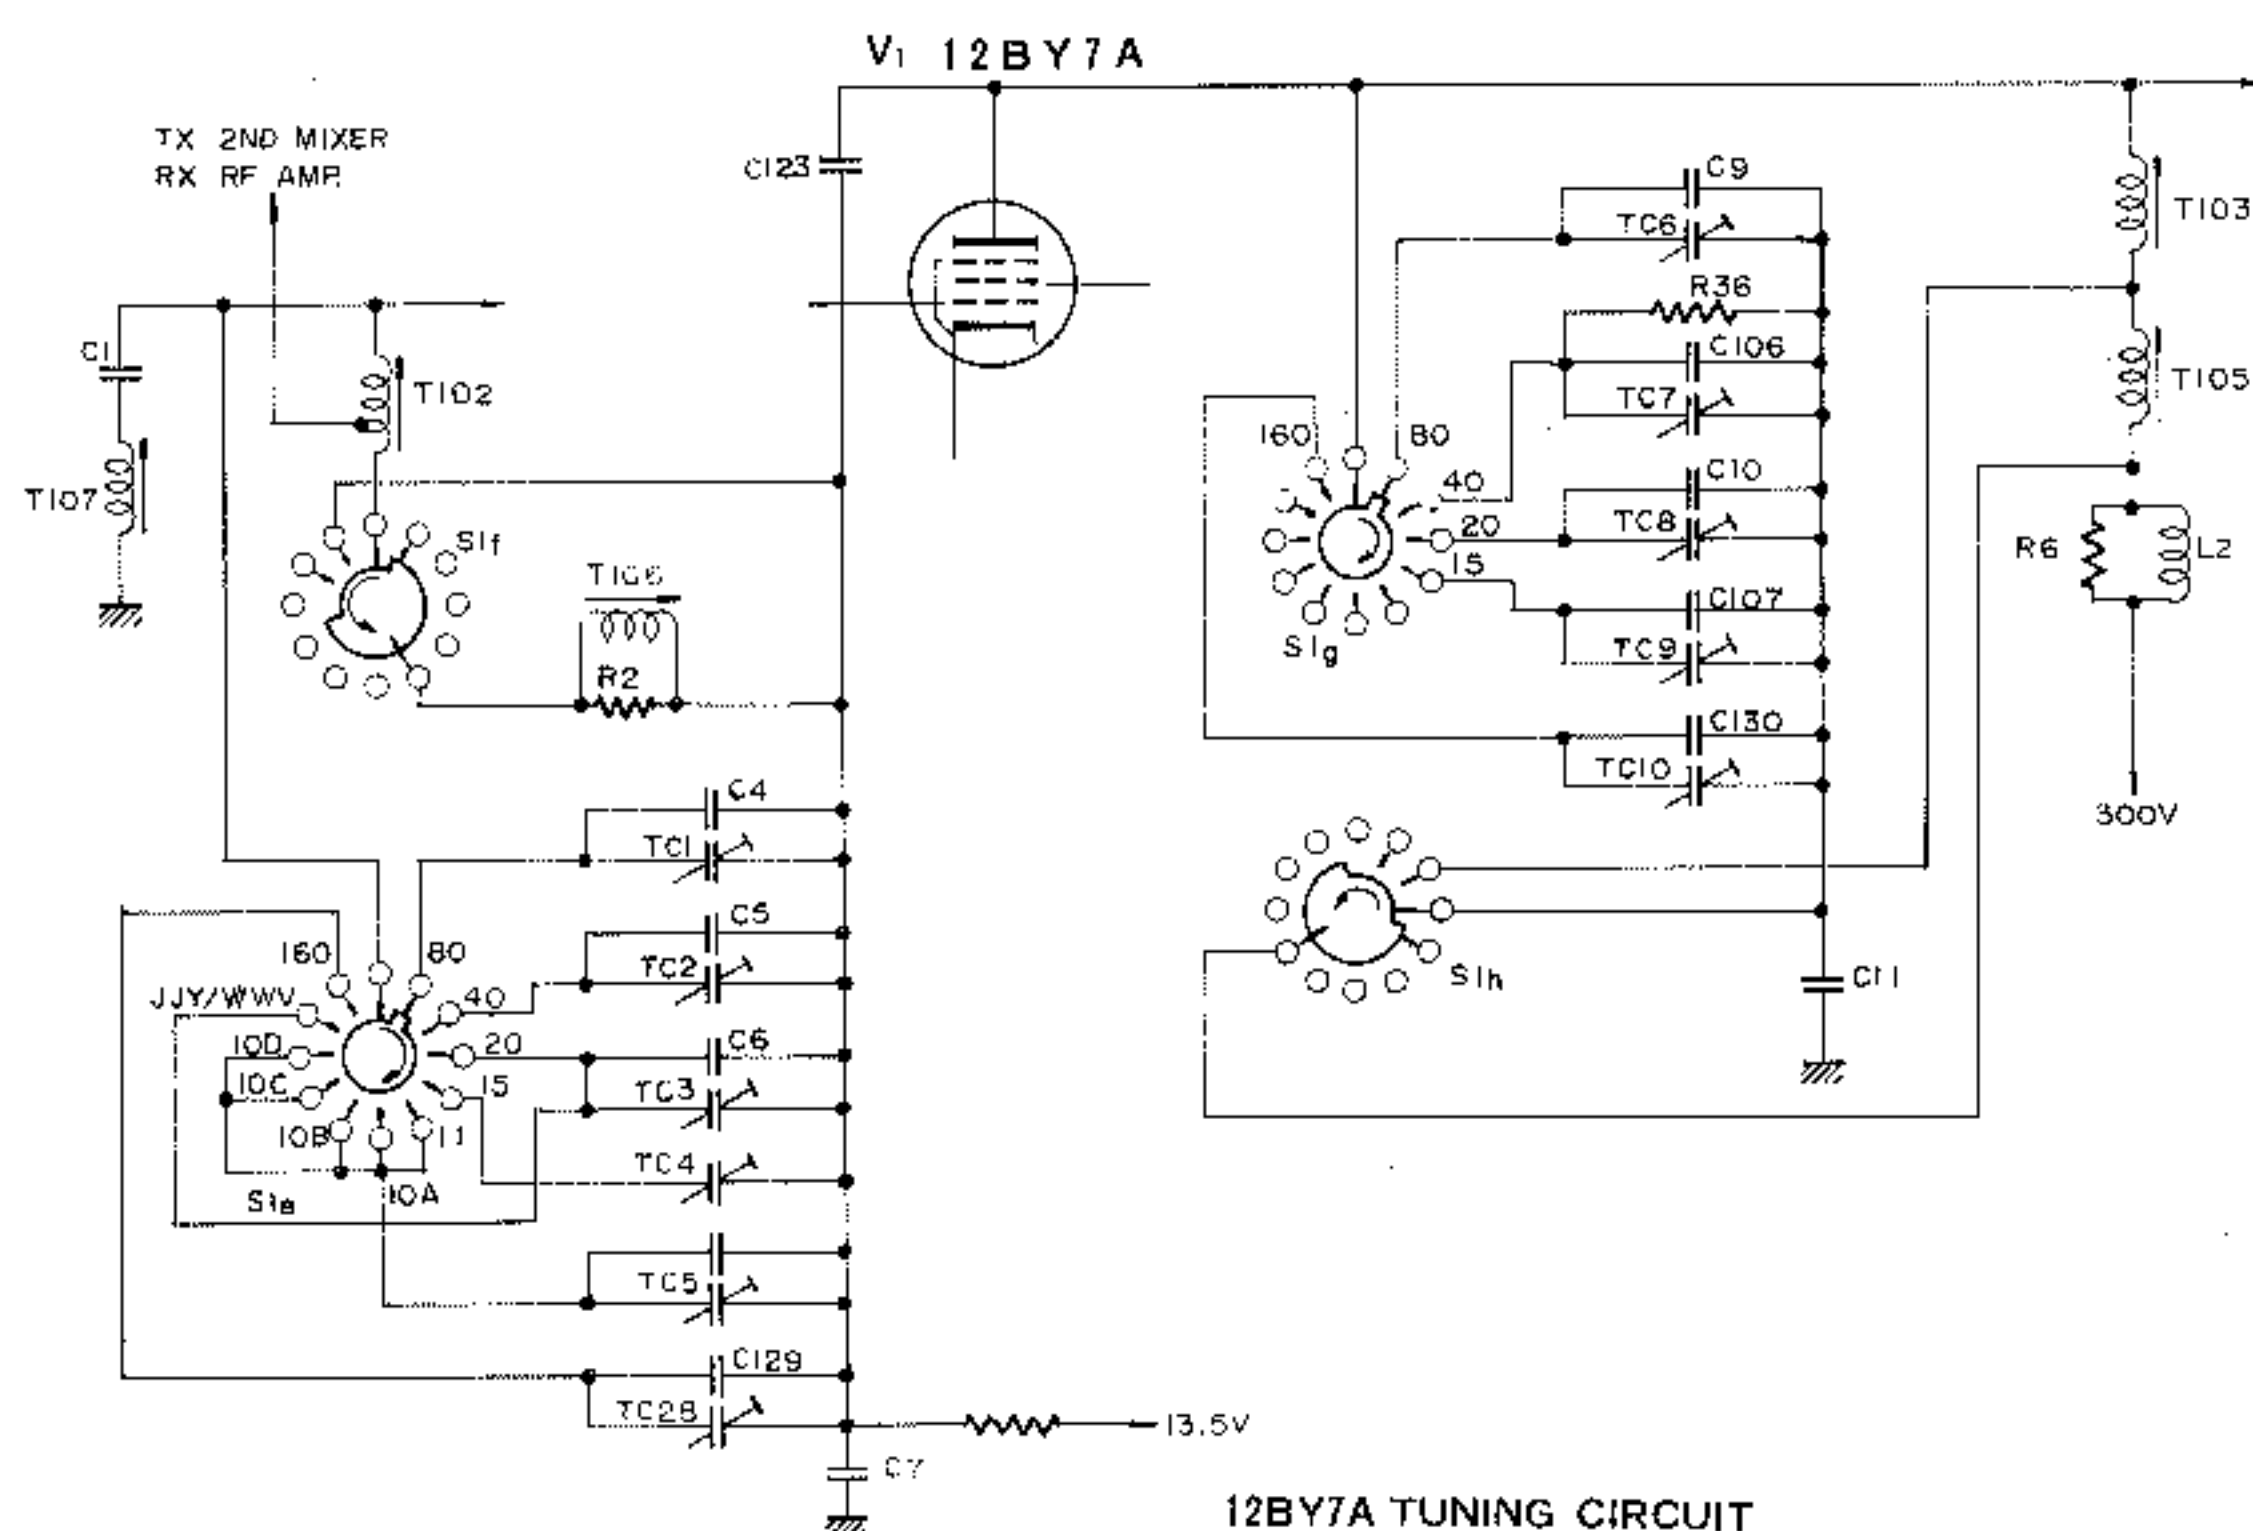 V1 12BY7A
TX 2ND MIXER
RX RF AMP.
C123
C9
TC6
T103
R36
C1
T102
C106
T105
TC7
160
80
T107
C10
40
S1f
TC8
20
R6
L2
15
T106
C107
S1g
TC9
R2
C130
TC10
C4
300V
TC1
C5
160
80
TC2
S1h
C11
JJY/WWV
40
10D
20
C6
10C
15
TC3
10B
11
TC4
S1e
10A
TC5
C129
TC28
13.5V
C7
12BY7A TUNING CIRCUIT